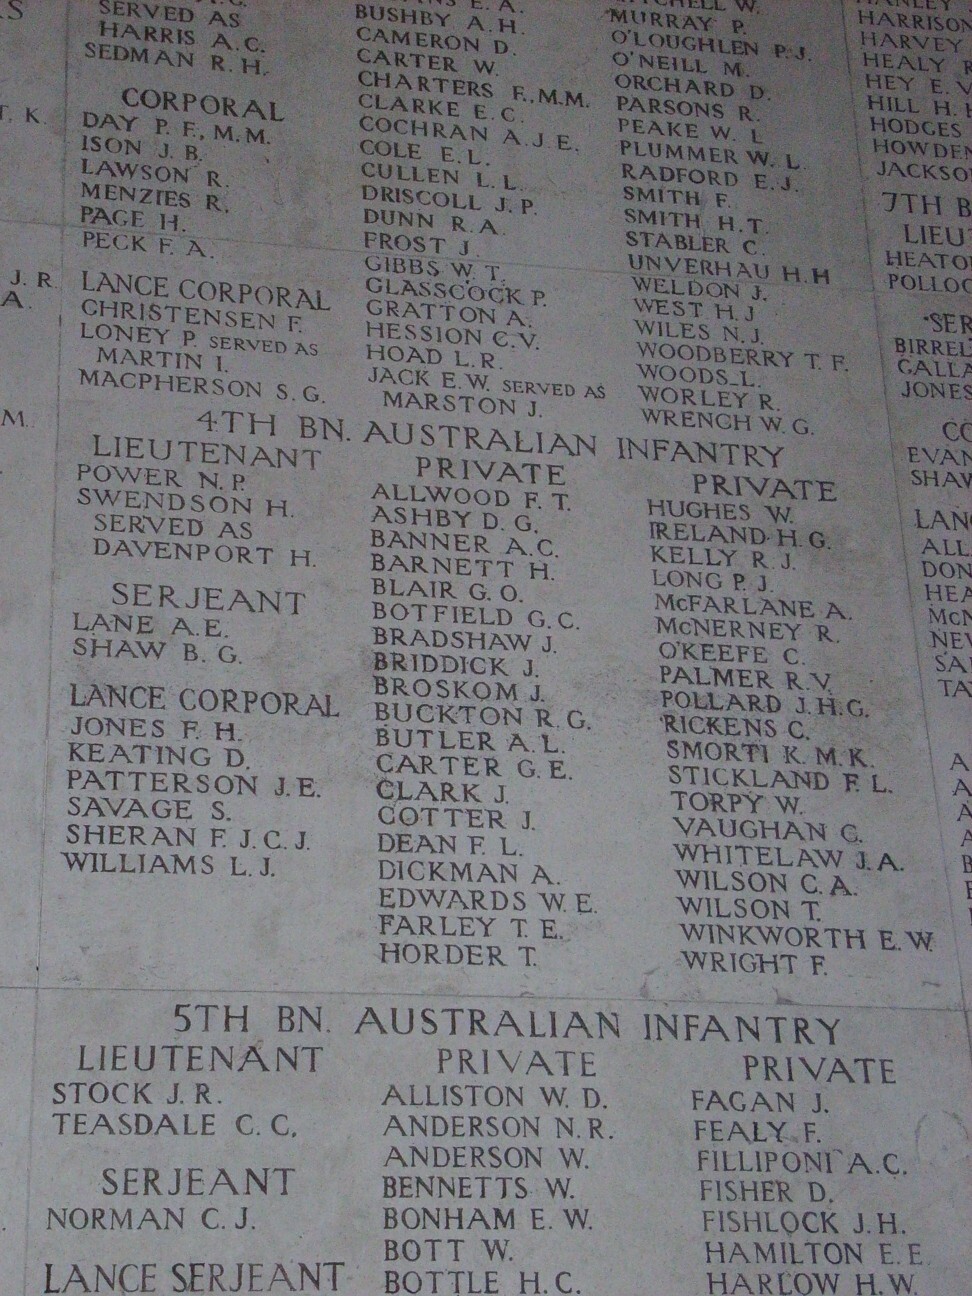 SERVED AS
HARRIS A.C.
SEDMAN R.H.
CORPORAL
DAY P.F., M.M.
ISON J.B.
LAWSON R.
MENZIES R.
PAGE H.
PECK F.A.
LANCE CORPORAL
CHRISTENSEN F.
LONEY P. SERVED AS
MARTIN I.
MACPHERSON S.G.
BUSHBY A.H.
CAMERON D.
CARTER W.
CHARTERS F., M.M.
CLARKE E.C.
COCHRAN A.J.E.
COLE E.L.
CULLEN L.L.
DRISCOLL J.P.
DUNN R.A.
FROST J.
GIBBS W.T.
GLASSCOCK P.
GRATTON A.
HESSION C.V.
HOAD L.R.
JACK E.W. SERVED AS
MARSTON J.
MURRAY P.
O'LOUGHLEN P.J.
O'NEILL M.
ORCHARD D.
PARSONS R.
PEAKE W.L
PLUMMER W.L.
RADFORD E.J.
SMITH F.
SMITH H.T.
STABLER C.
UNVERHAU H.H
WELDON J.
WEST H.J
WILES N.J.
WOODBERRY T.F.
WOODS L.
WORLEY R.
WRENCH W.G.
4TH BN. AUSTRALIAN INFANTRY
LIEUTENANT
POWER N.P.
SWENDSON H.
SERVED AS
DAVENPORT H.
SERJEANT
LANE A.E.
SHAW B.G.
LANCE CORPORAL
JONES F.H.
KEATING D.
PATTERSON J.E.
SAVAGE S.
SHERAN F.J.C.J.
WILLIAMS L.J.
PRIVATE
ALLWOOD F.T.
ASHBY D.G.
BANNER A.C.
BARNETT H.
BLAIR G.O.
BOTFIELD G.C.
BRADSHAW J.
BRIDDICK J.
BROSKOM J.
BUCKTON R.G.
BUTLER A.L.
CARTER G.E.
CLARK J.
COTTER J.
DEAN F.L.
DICKMAN A.
EDWARDS W.E.
FARLEY T.E.
HORDER T.
PRIVATE
HUGHES W.
IRELAND H.G.
KELLY R.J.
LONG P.J.
McFARLANE A.
McNERNEY R.
O'KEEFE C.
PALMER R.V.
POLLARD J.H.G.
RICKENS C.
SMORTI K.M.K.
STICKLAND F.L.
TORPY W.
VAUGHAN G.
WHITELAW J.A.
WILSON C.A.
WILSON T.
WINKWORTH E.W.
WRIGHT F.
5TH BN. AUSTRALIAN INFANTRY
LIEUTENANT
STOCK J.R.
TEASDALE C.C.
SERJEANT
NORMAN C.J.
LANCE SERJEANT
PRIVATE
ALLISTON W.D.
ANDERSON N.R.
ANDERSON W.
BENNETTS W.
BONHAM E.W.
BOTT W.
BOTTLE H.C.
PRIVATE
FAGAN J.
FEALY F.
FILLIPONI A.C.
FISHER D.
FISHLOCK J.H.
HAMILTON E.E
HARLOW H.W.
HARRISON
HARVEY
HEALY R
HEY E.V
HILL H.
HODGES
HOWDEN
7TH B